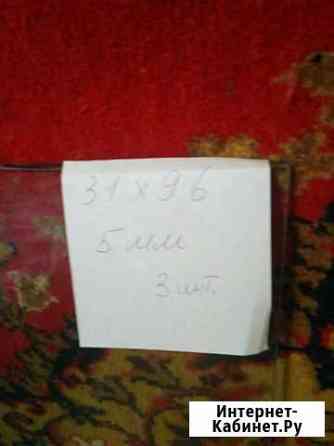 31 x 96
5 мм
3 шт.
Интернет-
Кабинет.Ру